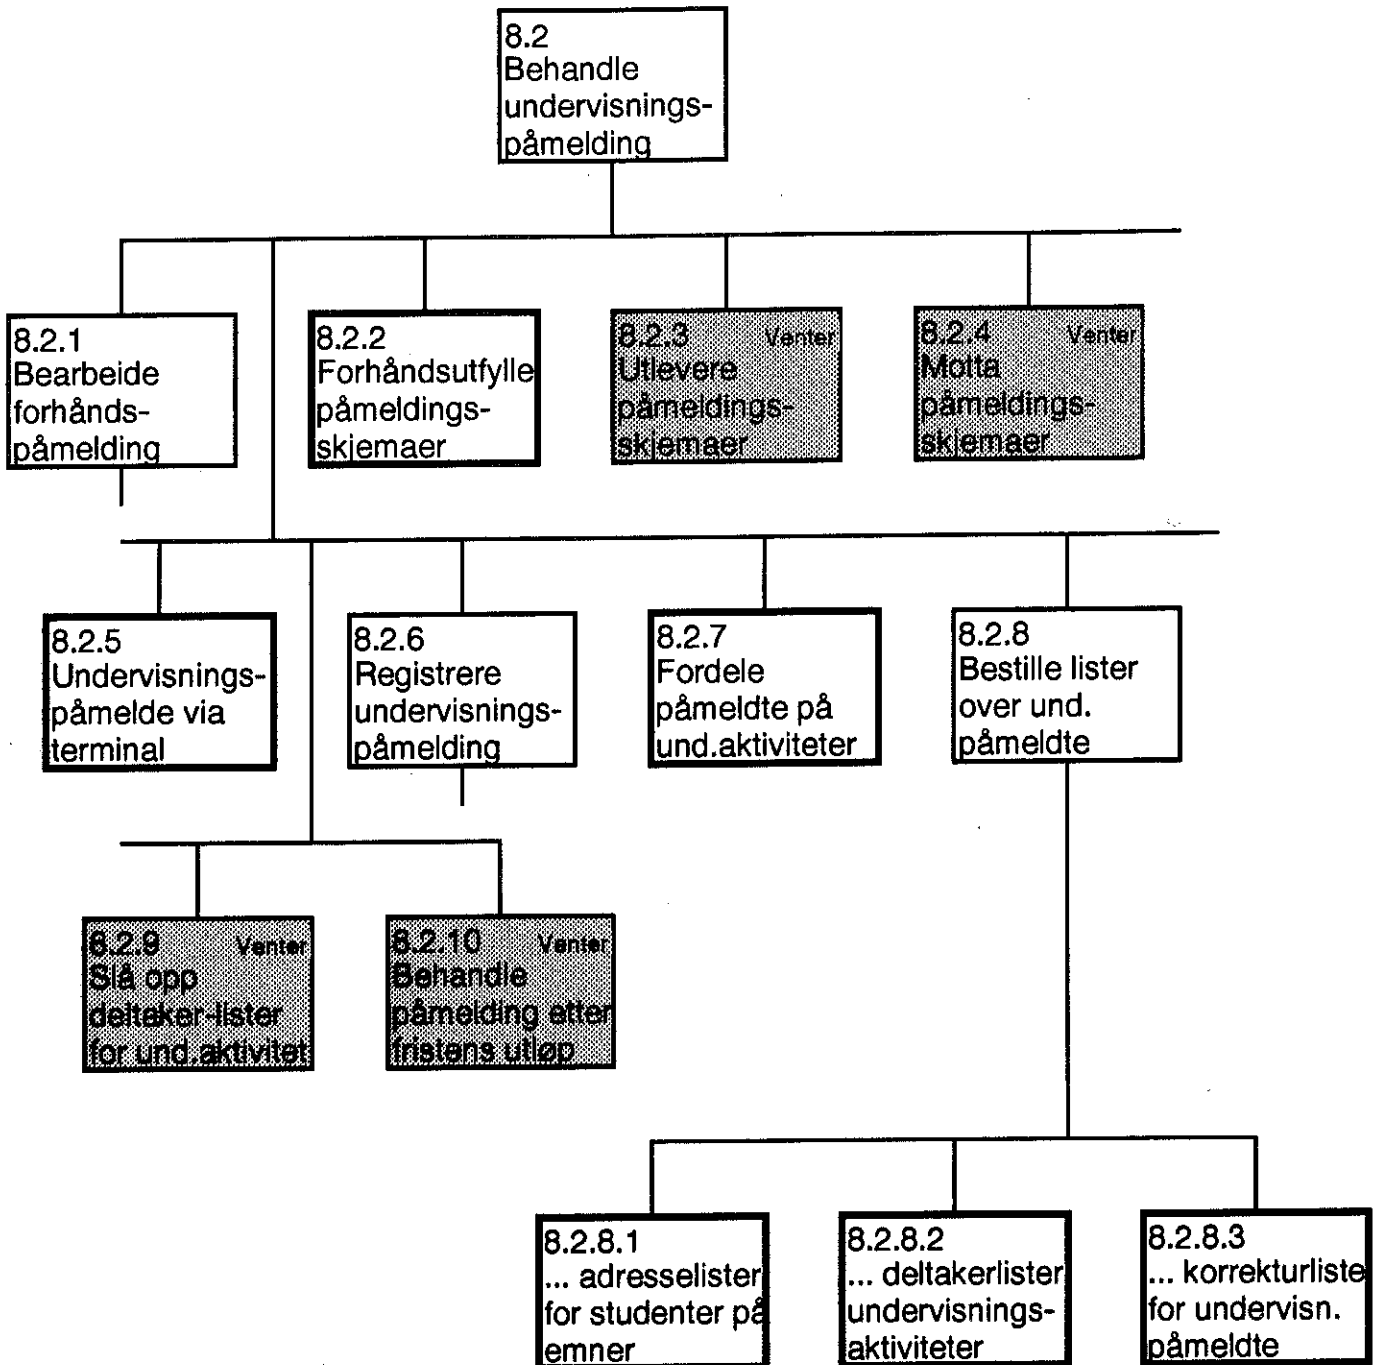 8.2
Behandle
undervisnings-
påmelding
8.2.1
Bearbeide
forhånds-
påmelding
8.2.2
Forhåndsutfylle
påmeldings-
skjemaer
8.2.3 Venter
Utlevere
påmeldings-
skjemaer
8.2.4 Venter
Motta
påmeldings-
skjemaer
8.2.5
Undervisnings-
påmelde via
terminal
8.2.6
Registrere
undervisnings-
påmelding
8.2.7
Fordele
påmeldte på
und.aktiviteter
8.2.8
Bestille lister
over und.
påmeldte
8.2.9 Venter
Slå opp
deltaker-lister
for und.aktivitet
8.2.10 Venter
Behandle
påmelding etter
fristens utløp
8.2.8.1
... adresselister
for studenter på
emner
8.2.8.2
... deltakerlister
undervisnings-
aktiviteter
8.2.8.3
... korrekturliste
for undervisn.
påmeldte